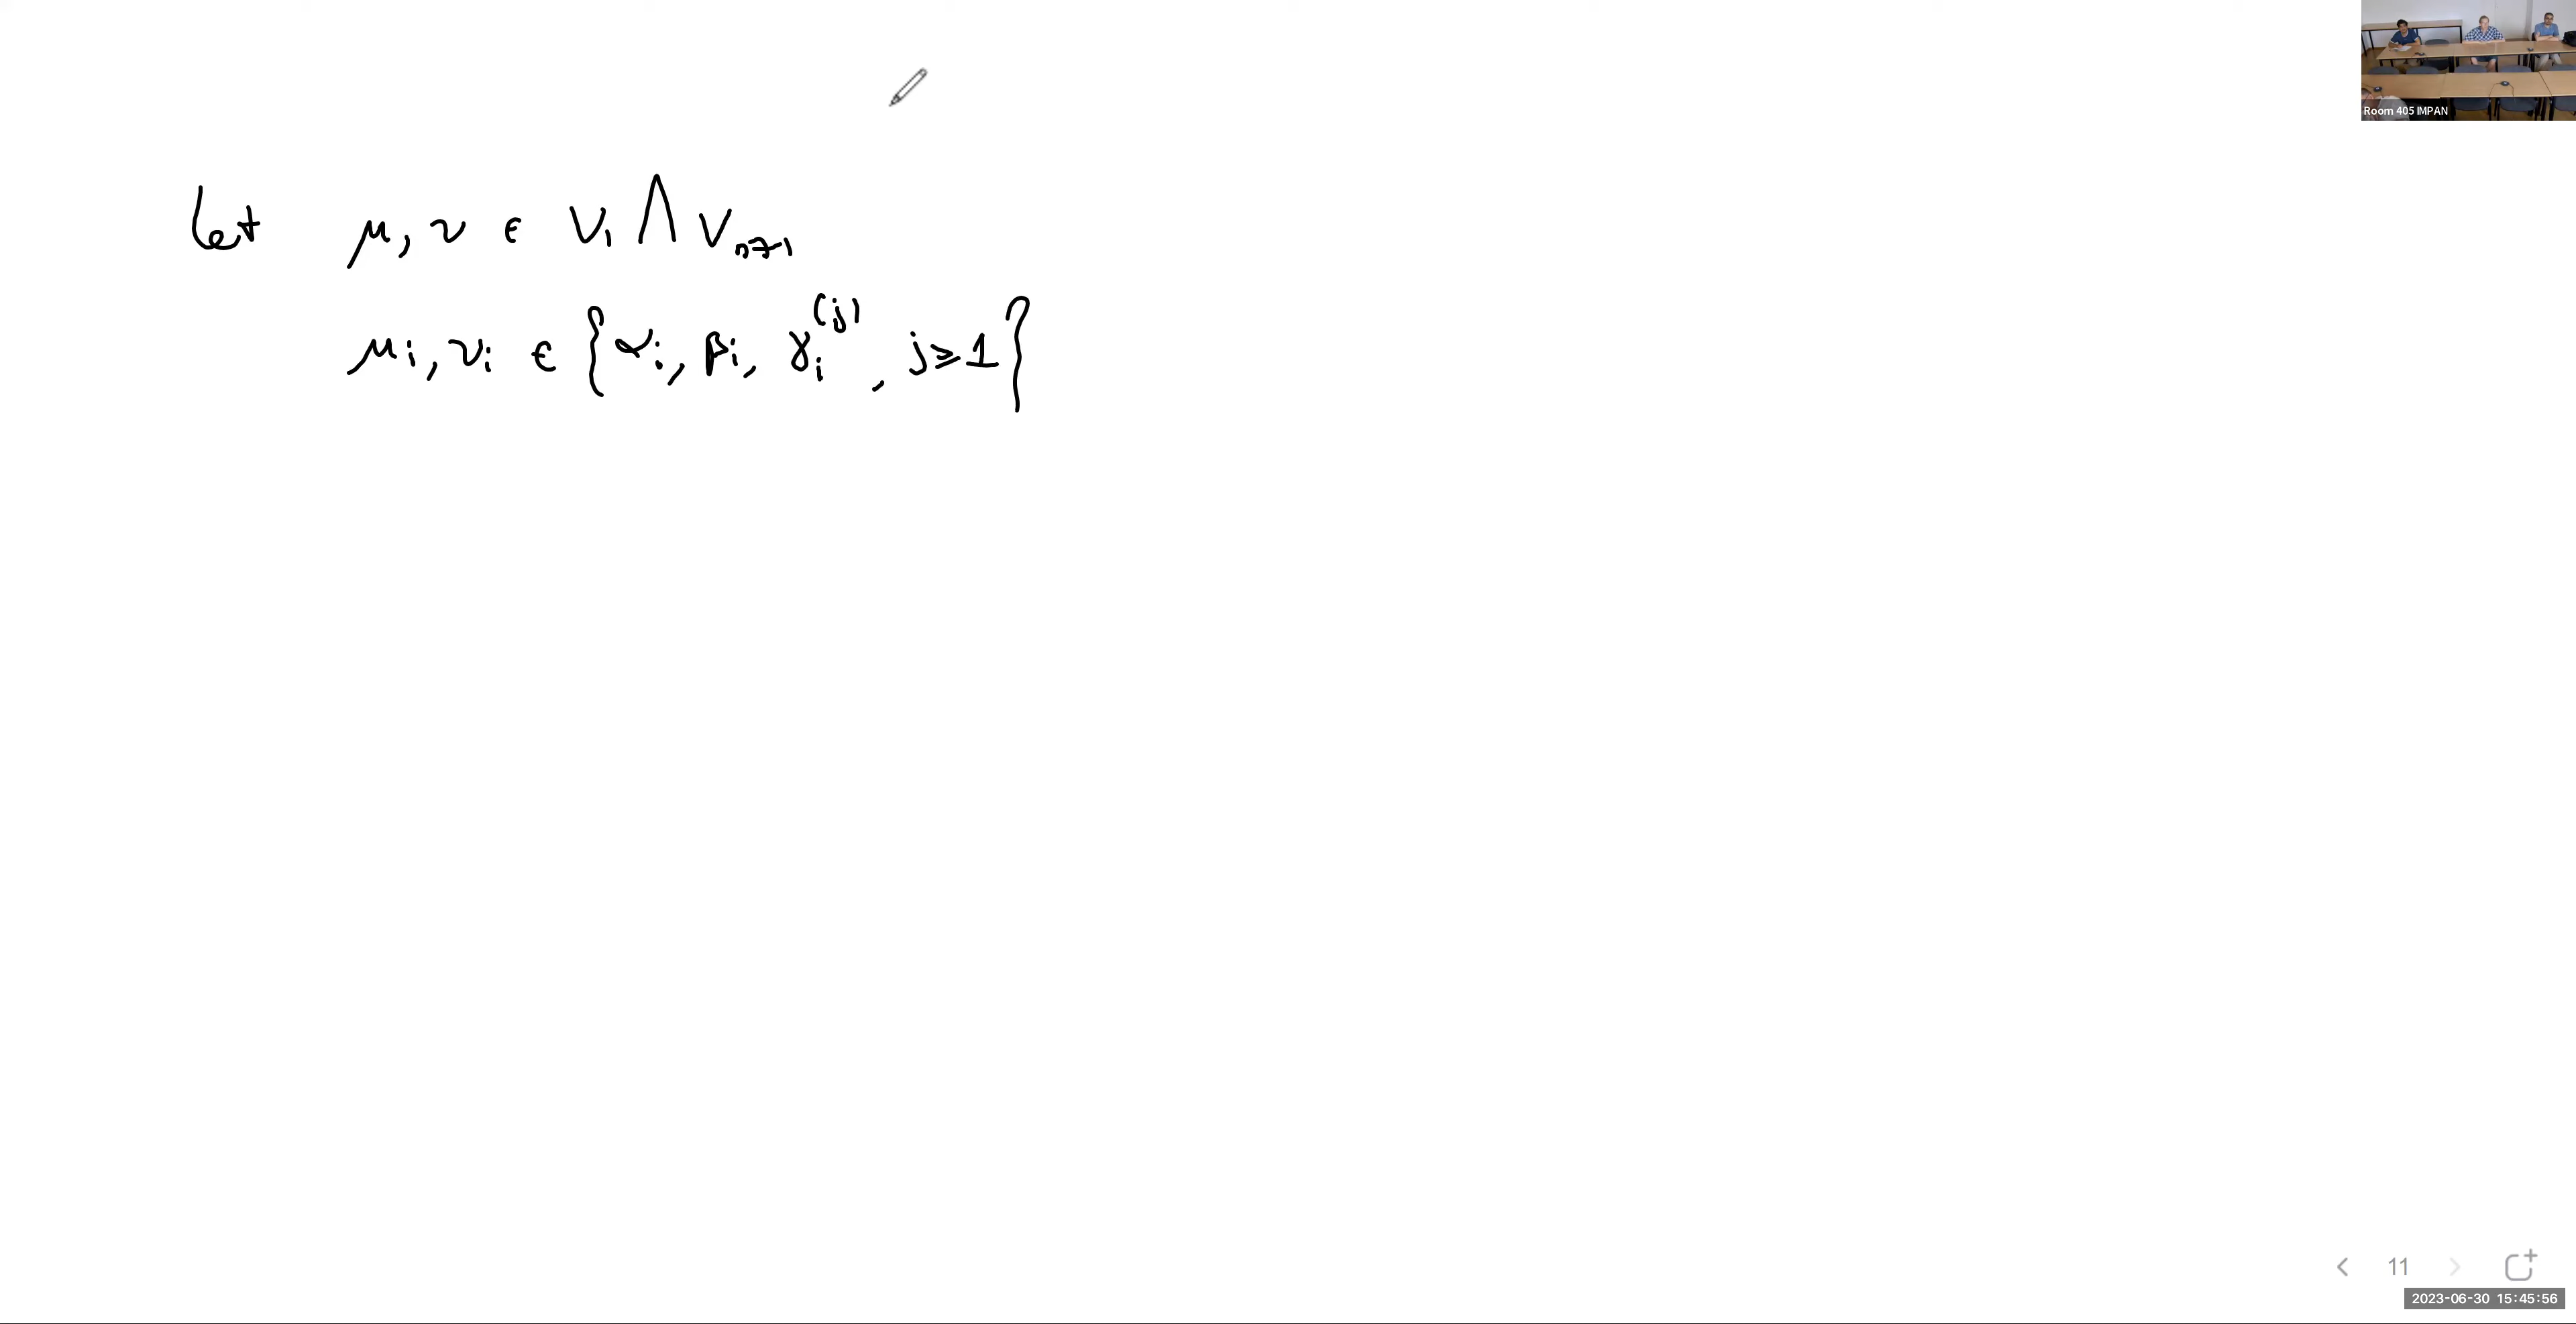 Room 405 IMPAN
Let μ, ν ∈ V₁ ⋀ Vₙ₊₁
μᵢ, νᵢ ∈ {αᵢ, βᵢ, γᵢ⁽ʲ⁾, j ≥ 1}
11
2023-06-30 15:45:56